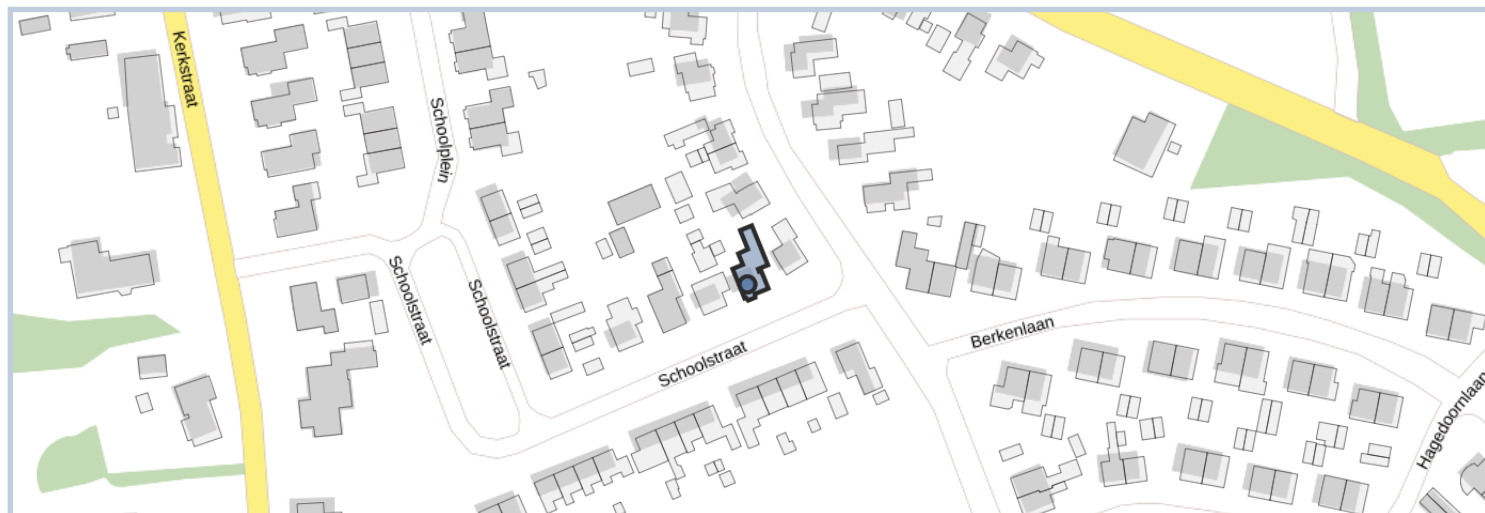 Kerkstraat
Schoolplein
Schoolstraat
Schoolstraat
Schoolstraat
Berkenlaan
Hagedoornlaan